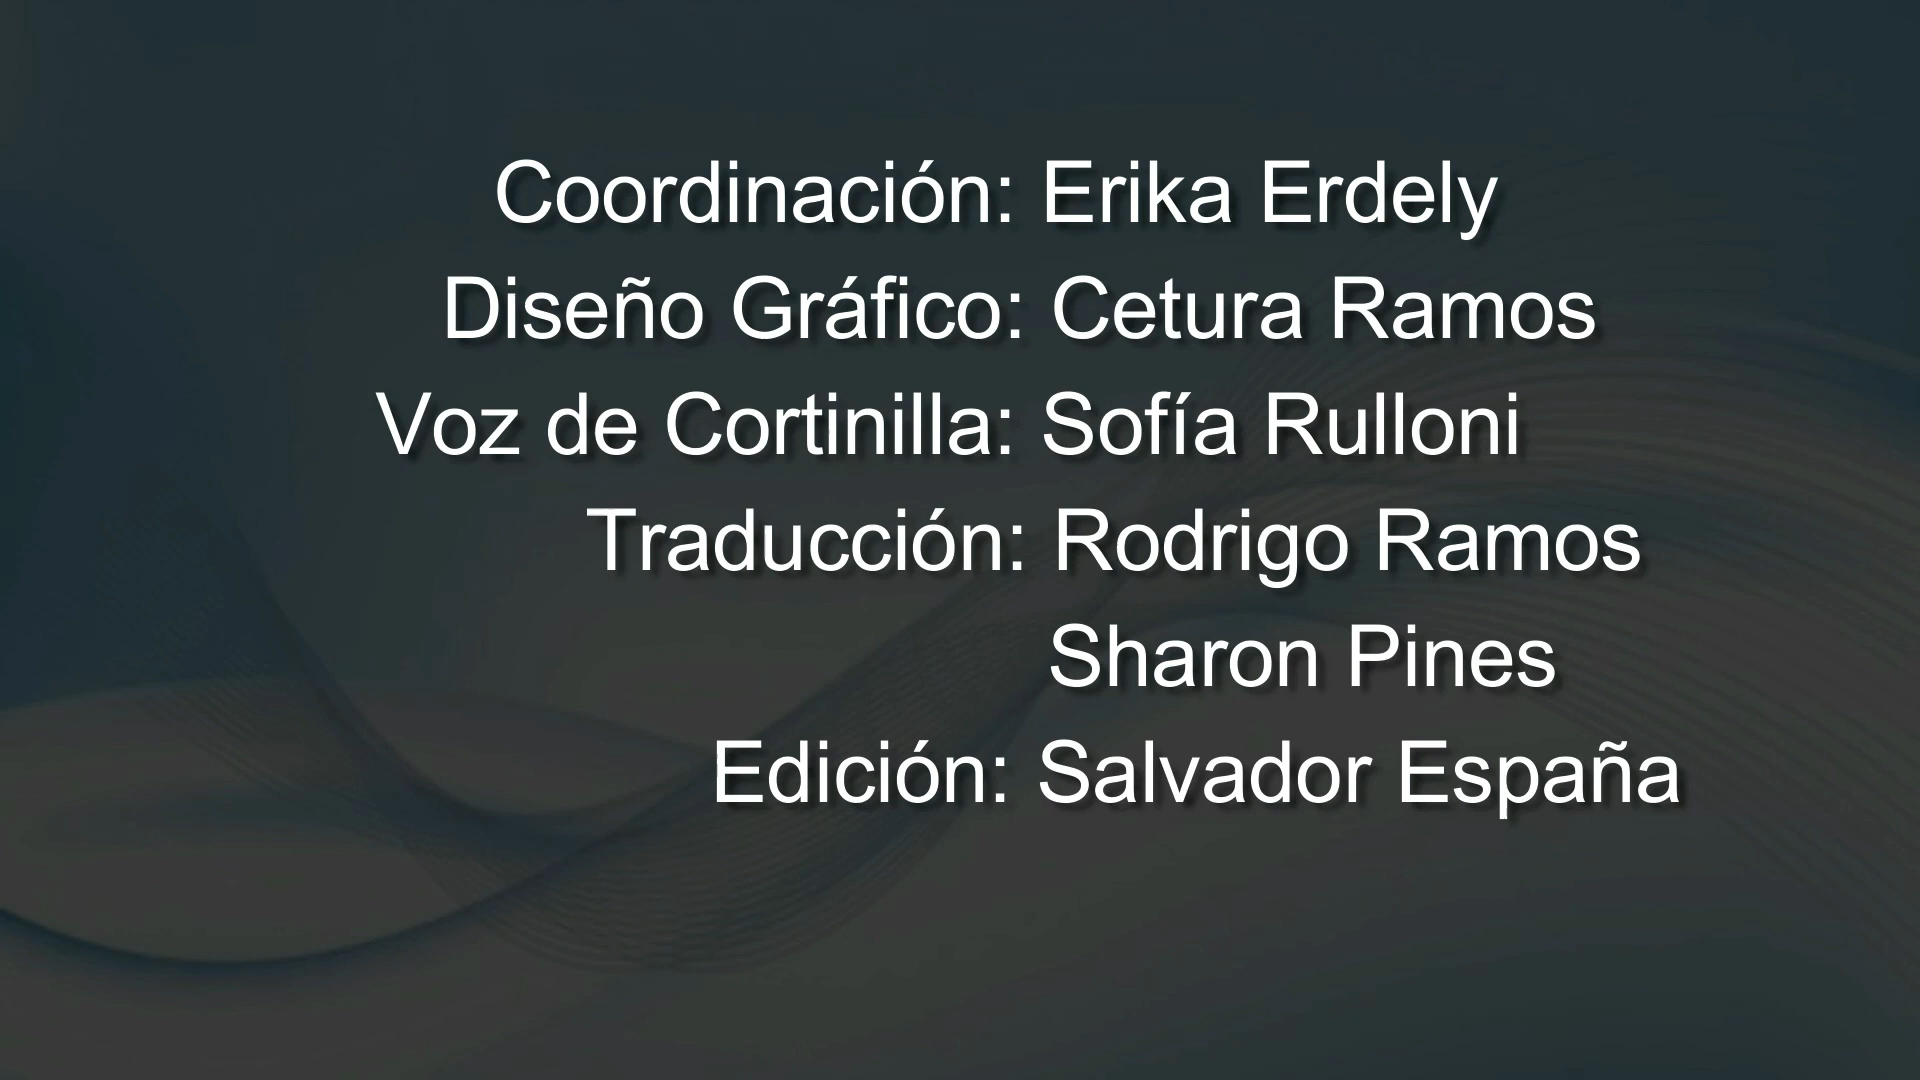 Coordinación: Erika Erdely
Diseño Gráfico: Cetura Ramos
Voz de Cortinilla: Sofía Rulloni
Traducción: Rodrigo Ramos
Sharon Pines
Edición: Salvador España